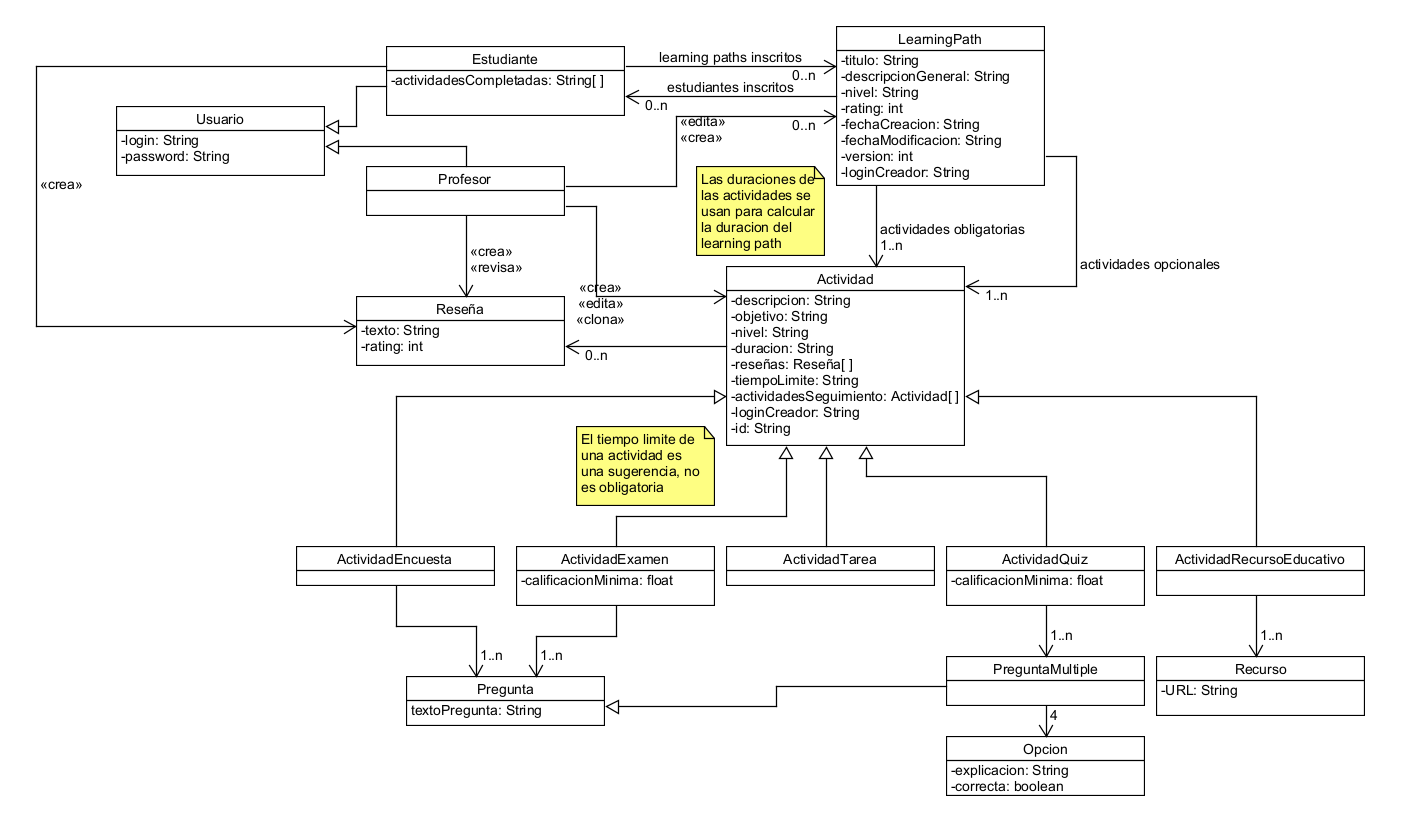 LearningPath
-titulo: String
-descripcionGeneral: String
-nivel: String
-rating: int
-fechaCreacion: String
-fechaModificacion: String
-version: int
-loginCreador: String
Estudiante
-actividadesCompletadas: String[ ]
learning paths inscritos
0..n
estudiantes inscritos
0..n
«edita»
«crea»
0..n
Usuario
-login: String
-password: String
«crea»
Profesor
Las duraciones de
las actividades se
usan para calcular
la duracion del
learning path
actividades obligatorias
1..n
actividades opcionales
1..n
«crea»
«revisa»
«crea»
«edita»
«clona»
Reseña
-texto: String
-rating: int
0..n
Actividad
-descripcion: String
-objetivo: String
-nivel: String
-duracion: String
-reseñas: Reseña[ ]
-tiempoLimite: String
-actividadesSeguimiento: Actividad[ ]
-loginCreador: String
-id: String
El tiempo limite de
una actividad es
una sugerencia, no
es obligatoria
ActividadEncuesta
ActividadExamen
-calificacionMinima: float
ActividadTarea
ActividadQuiz
-calificacionMinima: float
ActividadRecursoEducativo
1..n
1..n
1..n
1..n
Pregunta
textoPregunta: String
PreguntaMultiple
Recurso
-URL: String
4
Opcion
-explicacion: String
-correcta: boolean